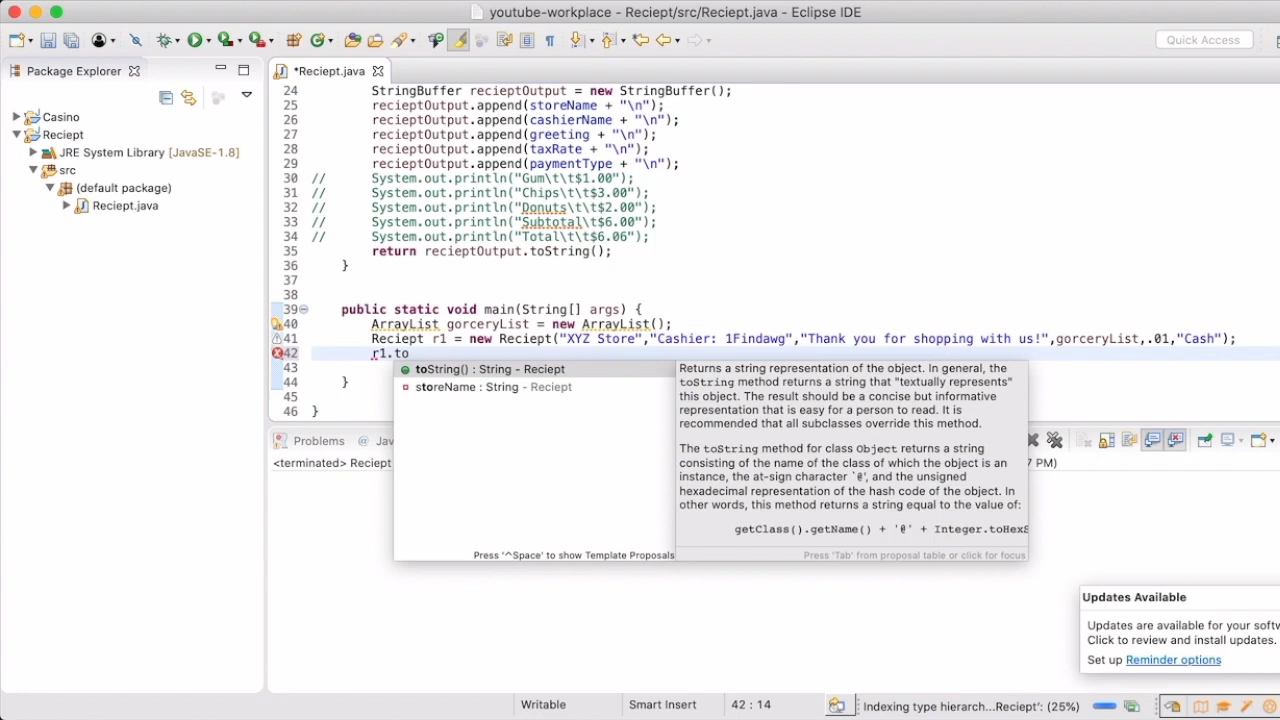 youtube-workplace - Reciept/src/Reciept.java - Eclipse IDE
Quick Access
Package Explorer
*Reciept.java
Casino
Reciept
JRE System Library [JavaSE-1.8]
src
(default package)
Reciept.java
24 StringBuffer recieptOutput = new StringBuffer();
25 recieptOutput.append(storeName + "\n");
26 recieptOutput.append(cashierName + "\n");
27 recieptOutput.append(greeting + "\n");
28 recieptOutput.append(taxRate + "\n");
29 recieptOutput.append(paymentType + "\n");
30 // System.out.println("Gum\t\t$1.00");
31 // System.out.println("Chips\t\t$3.00");
32 // System.out.println("Donuts\t\t$2.00");
33 // System.out.println("Subtotal\t\t$6.00");
34 // System.out.println("Total\t\t$6.06");
35 return recieptOutput.toString();
36 }
37
38
39 public static void main(String[] args) {
40 ArrayList gorceryList = new ArrayList();
41 Reciept r1 = new Reciept("XYZ Store","Cashier: 1Findawg","Thank you for shopping with us!",gorceryList,.01,"Cash");
42 r1.to
43
44 }
45
46 }
toString() : String - Reciept
storeName : String - Reciept
Press '^Space' to show Template Proposals
Returns a string representation of the object. In general, the
toString method returns a string that "textually represents"
this object. The result should be a concise but informative
representation that is easy for a person to read. It is
recommended that all subclasses override this method.
The toString method for class Object returns a string
consisting of the name of the class of which the object is an
instance, the at-sign character `@', and the unsigned
hexadecimal representation of the hash code of the object. In
other words, this method returns a string equal to the value of:
getClass().getName() + '@' + Integer.toHexS
Press 'Tab' from proposal table or click for focus
Problems @ Jav
<terminated> Reciept
7 PM)
Updates Available
Updates are available for your softw
Click to review and install updates.
Set up Reminder options
Writable
Smart Insert
42 : 14
Indexing type hierarch...Reciept': (25%)